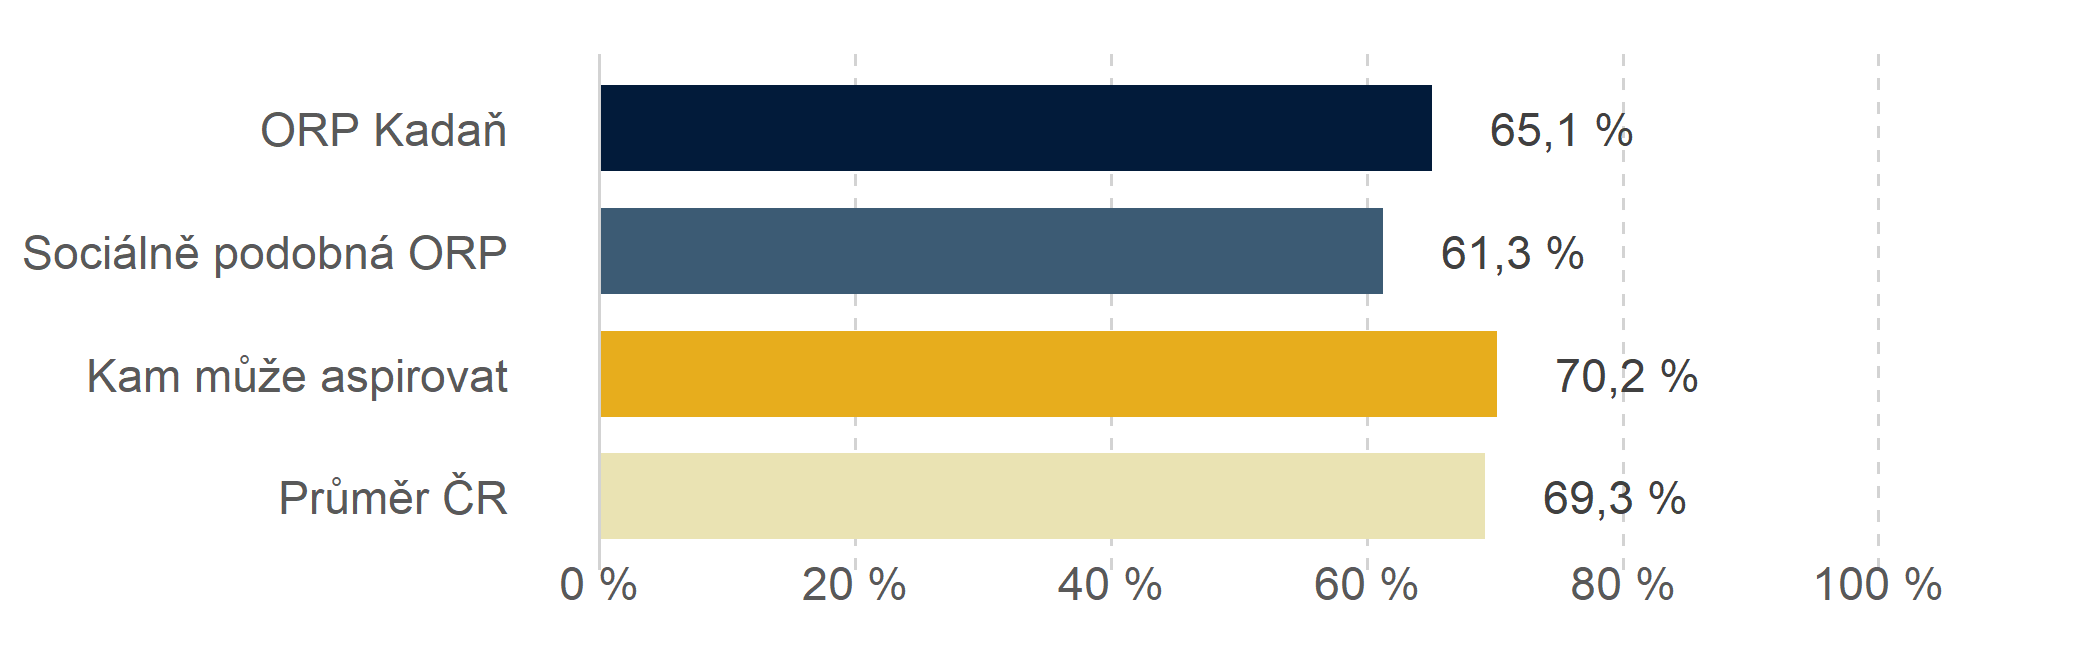 ORP Kadaň 65,1 %
Sociálně podobná ORP 61,3 %
Kam může aspirovat 70,2 %
Průměr ČR 69,3 %
0 % 20 % 40 % 60 % 80 % 100 %